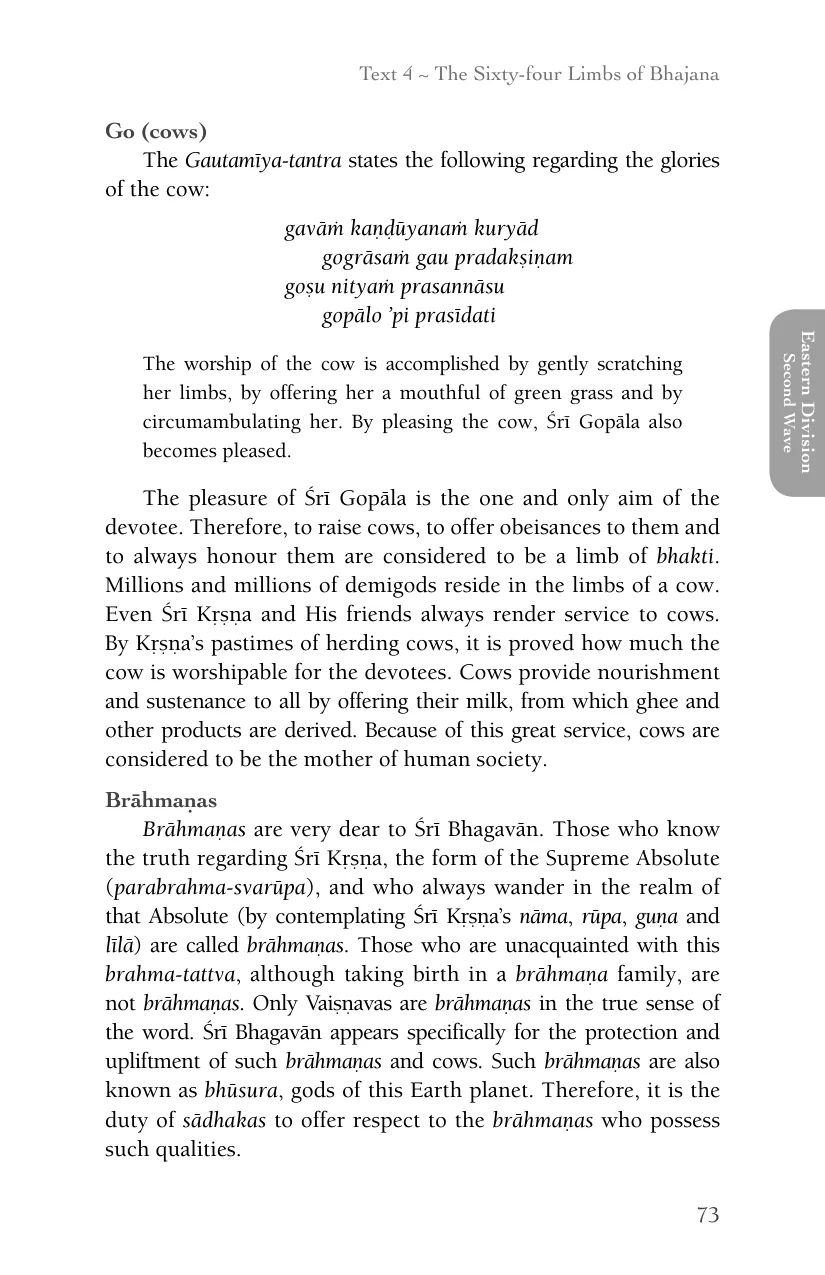 Text 4 ~ The Sixty-four Limbs of Bhajana
Go (cows)
The Gautamīya-tantra states the following regarding the glories
of the cow:
gavāṁ kaṇḍūyanaṁ kuryād
gogrāsaṁ gau pradakṣiṇam
goṣu nityaṁ prasannāsu
gopālo ’pi prasīdati
The worship of the cow is accomplished by gently scratching
her limbs, by offering her a mouthful of green grass and by
circumambulating her. By pleasing the cow, Śrī Gopāla also
becomes pleased.
The pleasure of Śrī Gopāla is the one and only aim of the
devotee. Therefore, to raise cows, to offer obeisances to them and
to always honour them are considered to be a limb of bhakti.
Millions and millions of demigods reside in the limbs of a cow.
Even Śrī Kṛṣṇa and His friends always render service to cows.
By Kṛṣṇa’s pastimes of herding cows, it is proved how much the
cow is worshipable for the devotees. Cows provide nourishment
and sustenance to all by offering their milk, from which ghee and
other products are derived. Because of this great service, cows are
considered to be the mother of human society.
Brāhmaṇas
Brāhmaṇas are very dear to Śrī Bhagavān. Those who know
the truth regarding Śrī Kṛṣṇa, the form of the Supreme Absolute
(parabrahma-svarūpa), and who always wander in the realm of
that Absolute (by contemplating Śrī Kṛṣṇa’s nāma, rūpa, guṇa and
līlā) are called brāhmaṇas. Those who are unacquainted with this
brahma-tattva, although taking birth in a brāhmaṇa family, are
not brāhmaṇas. Only Vaiṣṇavas are brāhmaṇas in the true sense of
the word. Śrī Bhagavān appears specifically for the protection and
upliftment of such brāhmaṇas and cows. Such brāhmaṇas are also
known as bhūsura, gods of this Earth planet. Therefore, it is the
duty of sādhakas to offer respect to the brāhmaṇas who possess
such qualities.
Eastern Division
Second Wave
73